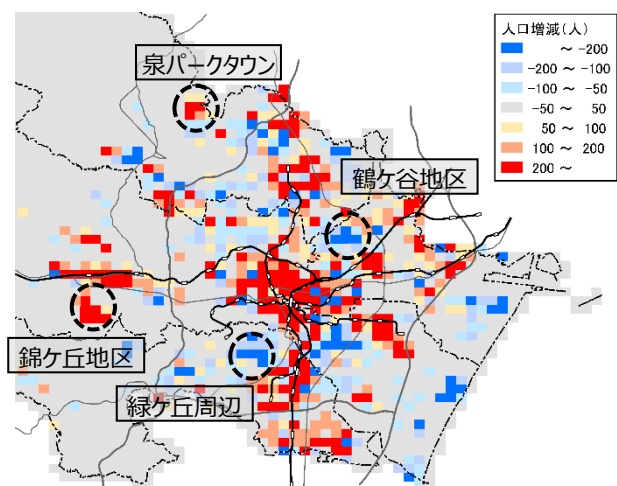 泉パークタウン
鶴ケ谷地区
錦ケ丘地区
緑ケ丘周辺
人口増減(人)
～ -200
-200 ～ -100
-100 ～ -50
-50 ～ 50
50 ～ 100
100 ～ 200
200 ～